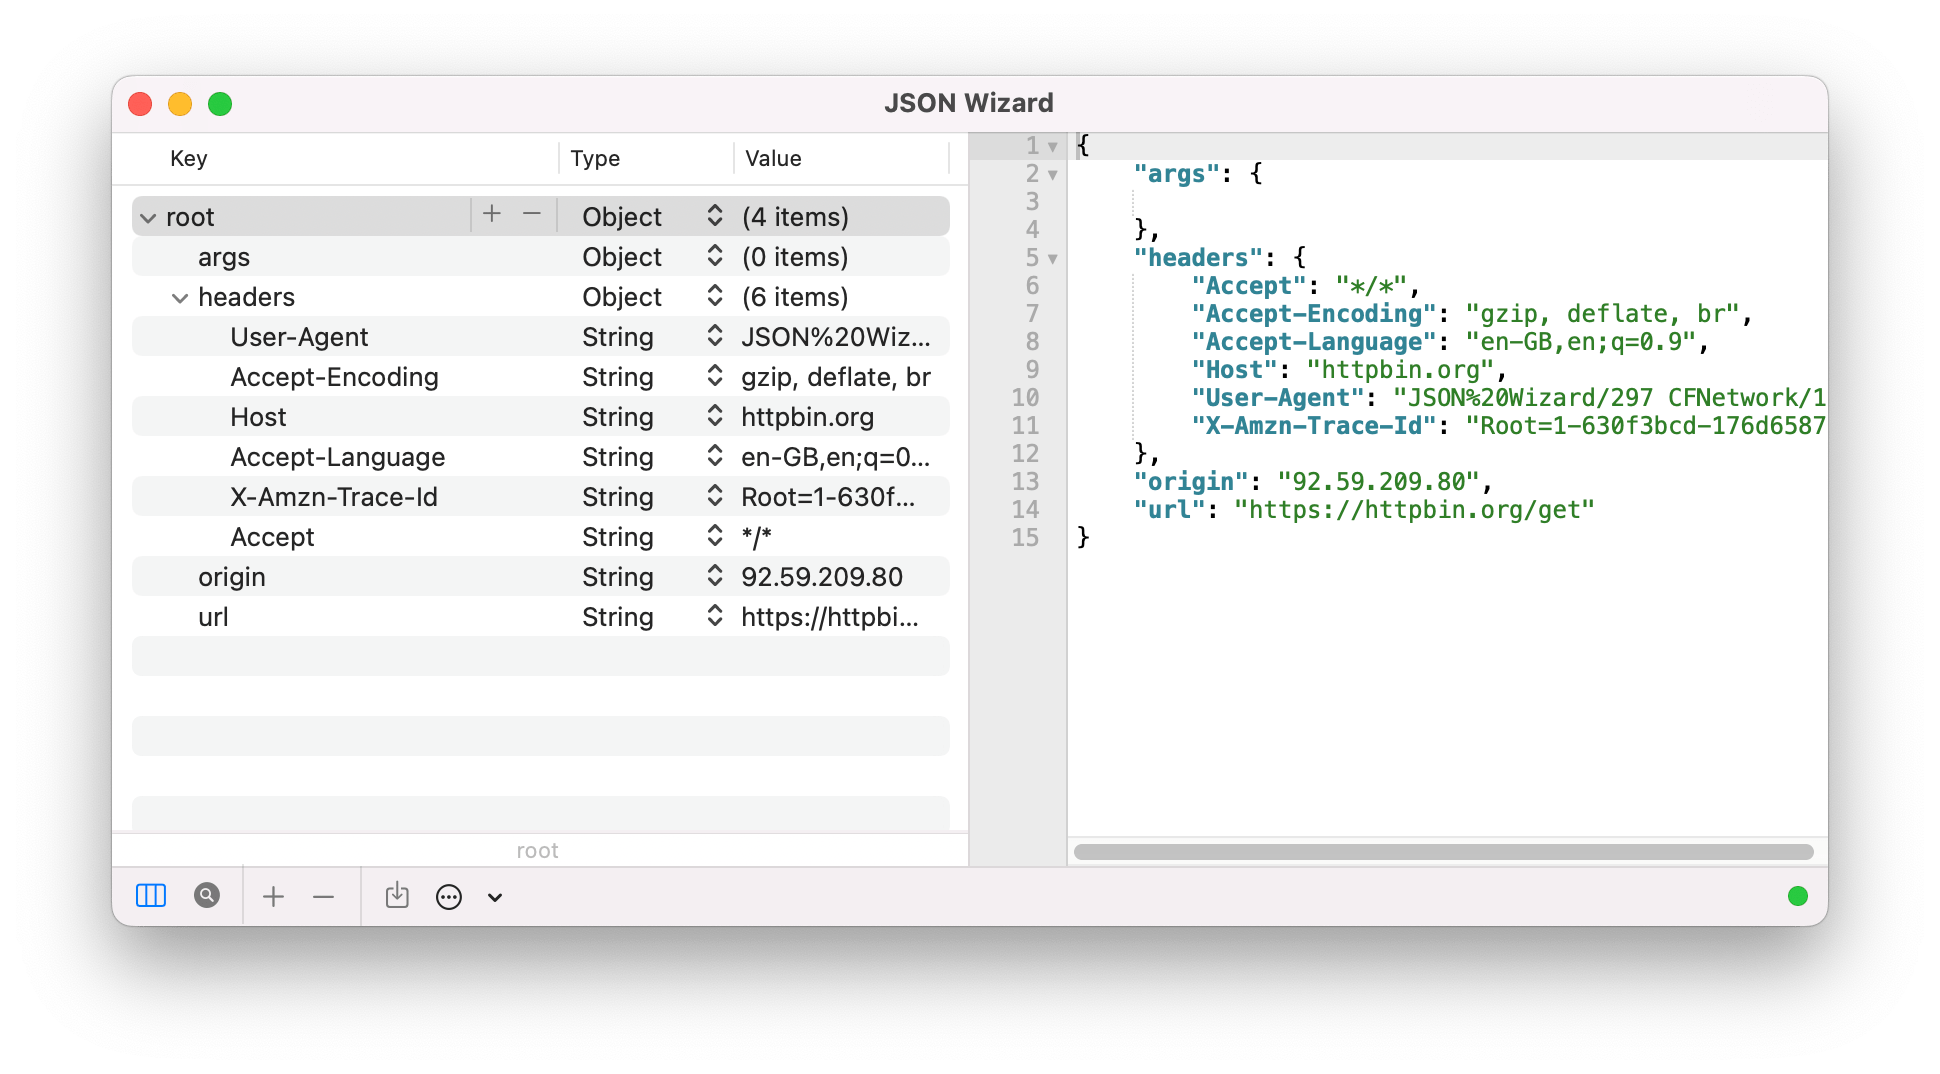 JSON Wizard
Key Type Value
root Object (4 items)
args Object (0 items)
headers Object (6 items)
User-Agent String JSON%20Wiz...
Accept-Encoding String gzip, deflate, br
Host String httpbin.org
Accept-Language String en-GB,en;q=0...
X-Amzn-Trace-Id String Root=1-630f...
Accept String */*
origin String 92.59.209.80
url String https://httpbi...
root
1 {
2 "args": {
3
4 },
5 "headers": {
6 "Accept": "*/*",
7 "Accept-Encoding": "gzip, deflate, br",
8 "Accept-Language": "en-GB,en;q=0.9",
9 "Host": "httpbin.org",
10 "User-Agent": "JSON%20Wizard/297 CFNetwork/1
11 "X-Amzn-Trace-Id": "Root=1-630f3bcd-176d6587
12 },
13 "origin": "92.59.209.80",
14 "url": "https://httpbin.org/get"
15 }